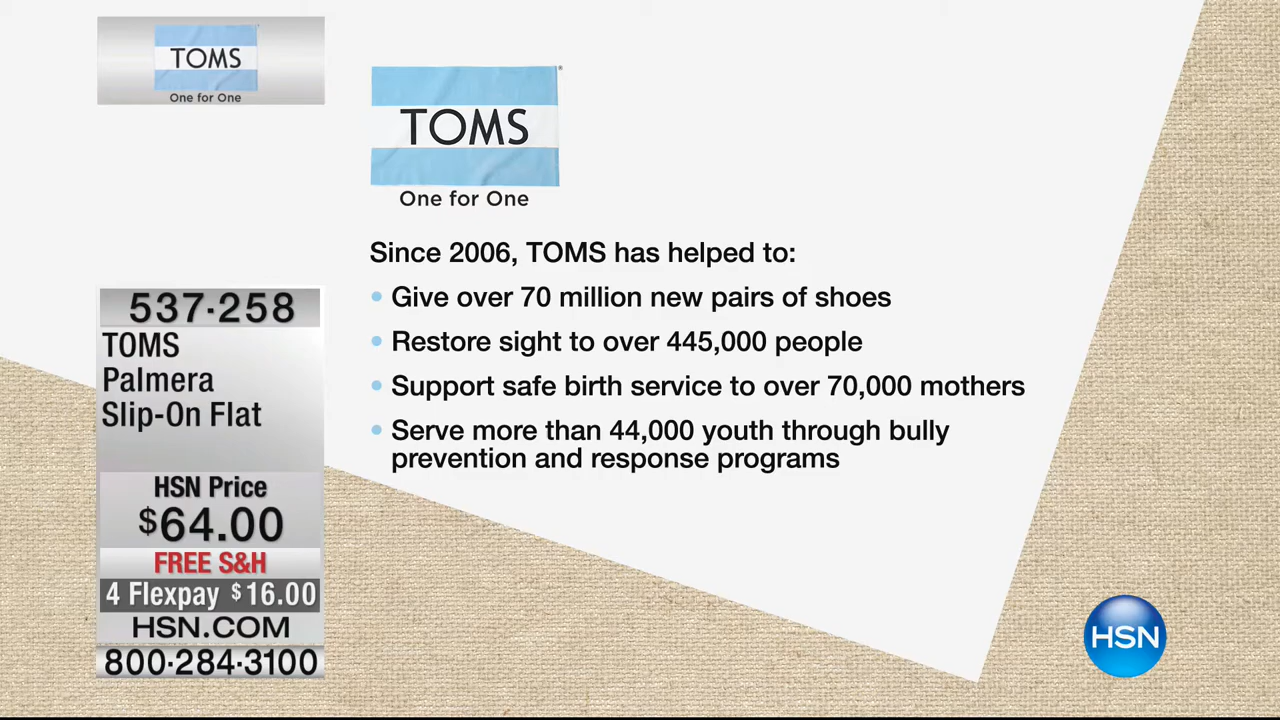 TOMS
One for One
TOMS
One for One
Since 2006, TOMS has helped to:
• Give over 70 million new pairs of shoes
• Restore sight to over 445,000 people
• Support safe birth service to over 70,000 mothers
• Serve more than 44,000 youth through bully
prevention and response programs
537·258
TOMS
Palmera
Slip-On Flat
HSN Price
$64.00
FREE S&H
4 Flexpay $16.00
HSN.COM
800·284·3100
HSN